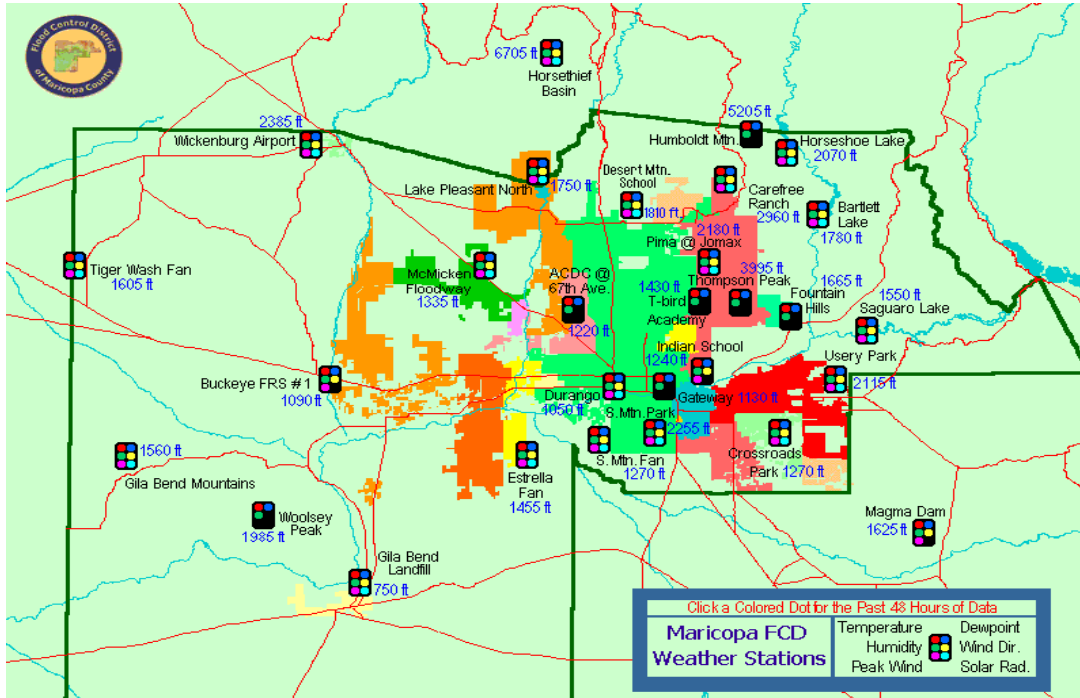 Flood Control District
of Maricopa County
6705 ft
Horsethief
Basin
2385 ft
Wickenburg Airport
5205 ft
Humboldt Mtn.
Horseshoe Lake
2070 ft
Lake Pleasant North
1750 ft
Desert Mtn.
School
1810 ft
Carefree
Ranch
2960 ft
Bartlett
Lake
1780 ft
2180 ft
Pima @ Jomax
Tiger Wash Fan
1605 ft
McMicken
Floodway
1335 ft
ACDC @
67th Ave.
1220 ft
3995 ft
Thompson Peak
1430 ft
T-bird
Academy
1665 ft
Fountain
Hills
1550 ft
Saguaro Lake
Indian School
1240 ft
Usery Park
2115 ft
Buckeye FRS #1
1090 ft
Durango
1050 ft
Gateway 1130 ft
S.Mtn.Park
2255 ft
S. Mtn. Fan
1270 ft
Crossroads
Park 1270 ft
1560 ft
Gila Bend Mountains
Estrella
Fan
1455 ft
Woolsey
Peak
1985 ft
Magma Dam
1625 ft
Gila Bend
Landfill
750 ft
Click a Colored Dot for the Past 48 Hours of Data
Maricopa FCD
Weather Stations
Temperature Dewpoint
Humidity Wind Dir.
Peak Wind Solar Rad.